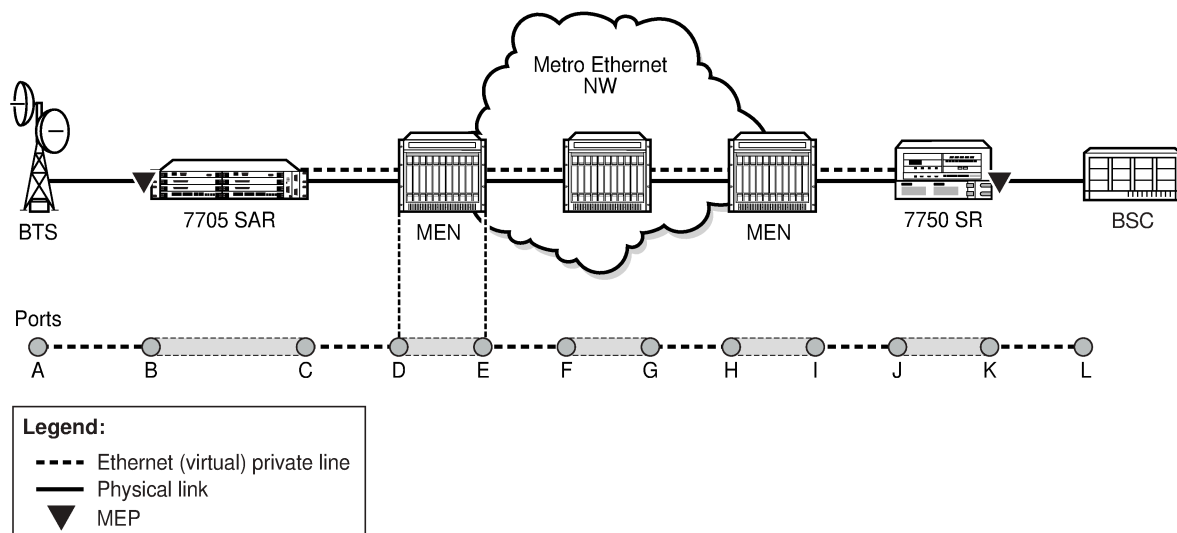 Metro Ethernet
NW
BTS
7705 SAR
MEN
MEN
7750 SR
BSC
Ports
A B C D E F G H I J K L
Legend:
Ethernet (virtual) private line
Physical link
MEP